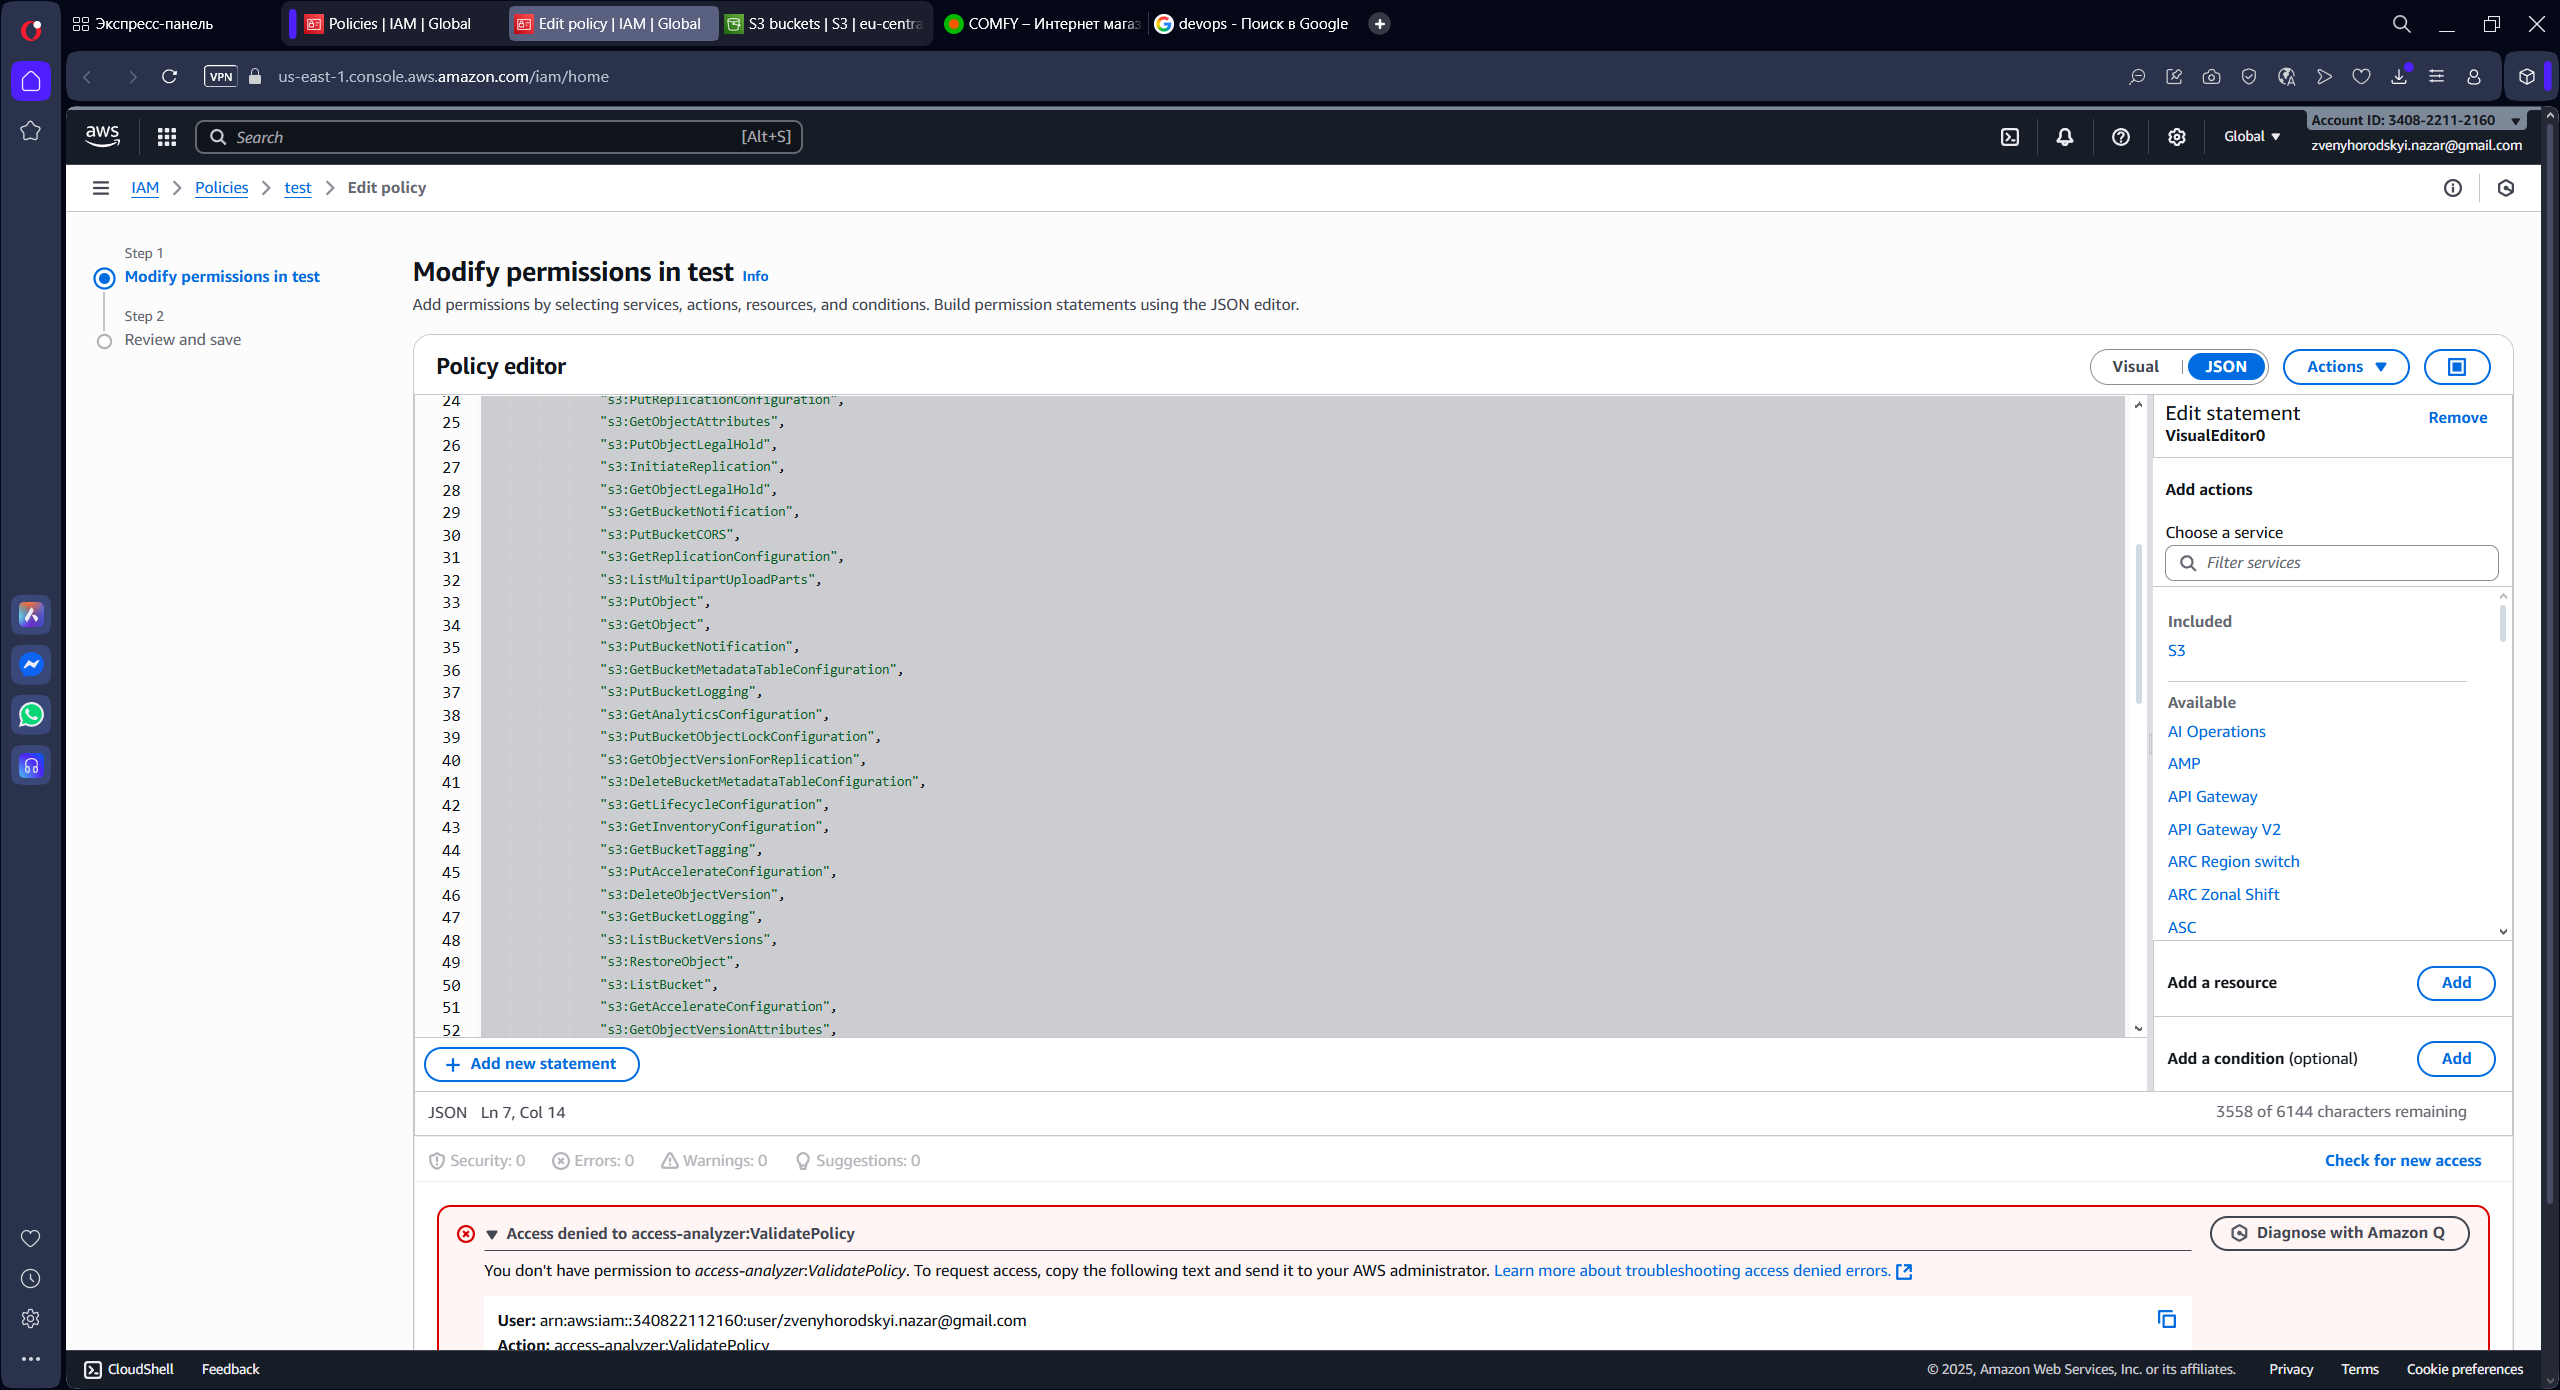 Экспресс-панель
Policies | IAM | Global
Edit policy | IAM | Global
S3 buckets | S3 | eu-centra
COMFY – Интернет магаз
devops - Поиск в Google
VPN
us-east-1.console.aws.amazon.com/iam/home
aws
Search
[Alt+S]
Global
Account ID: 3408-2211-2160
zvenyhorodskyi.nazar@gmail.com
IAM
Policies
test
Edit policy
Step 1
Modify permissions in test
Step 2
Review and save
Modify permissions in test Info
Add permissions by selecting services, actions, resources, and conditions. Build permission statements using the JSON editor.
Policy editor
Visual
JSON
Actions
24 "s3:PutReplicationConfiguration",
25 "s3:GetObjectAttributes",
26 "s3:PutObjectLegalHold",
27 "s3:InitiateReplication",
28 "s3:GetObjectLegalHold",
29 "s3:GetBucketNotification",
30 "s3:PutBucketCORS",
31 "s3:GetReplicationConfiguration",
32 "s3:ListMultipartUploadParts",
33 "s3:PutObject",
34 "s3:GetObject",
35 "s3:PutBucketNotification",
36 "s3:GetBucketMetadataTableConfiguration",
37 "s3:PutBucketLogging",
38 "s3:GetAnalyticsConfiguration",
39 "s3:PutBucketObjectLockConfiguration",
40 "s3:GetObjectVersionForReplication",
41 "s3:DeleteBucketMetadataTableConfiguration",
42 "s3:GetLifecycleConfiguration",
43 "s3:GetInventoryConfiguration",
44 "s3:GetBucketTagging",
45 "s3:PutAccelerateConfiguration",
46 "s3:DeleteObjectVersion",
47 "s3:GetBucketLogging",
48 "s3:ListBucketVersions",
49 "s3:RestoreObject",
50 "s3:ListBucket",
51 "s3:GetAccelerateConfiguration",
52 "s3:GetObjectVersionAttributes",
Add new statement
JSON Ln 7, Col 14
3558 of 6144 characters remaining
Edit statement
VisualEditor0
Remove
Add actions
Choose a service
Filter services
Included
S3
Available
AI Operations
AMP
API Gateway
API Gateway V2
ARC Region switch
ARC Zonal Shift
ASC
Add a resource
Add
Add a condition (optional)
Add
Security: 0
Errors: 0
Warnings: 0
Suggestions: 0
Check for new access
Access denied to access-analyzer:ValidatePolicy
Diagnose with Amazon Q
You don't have permission to access-analyzer:ValidatePolicy. To request access, copy the following text and send it to your AWS administrator. Learn more about troubleshooting access denied errors.
User: arn:aws:iam::340822112160:user/zvenyhorodskyi.nazar@gmail.com
Action: access-analyzer:ValidatePolicy
CloudShell
Feedback
© 2025, Amazon Web Services, Inc. or its affiliates.
Privacy
Terms
Cookie preferences